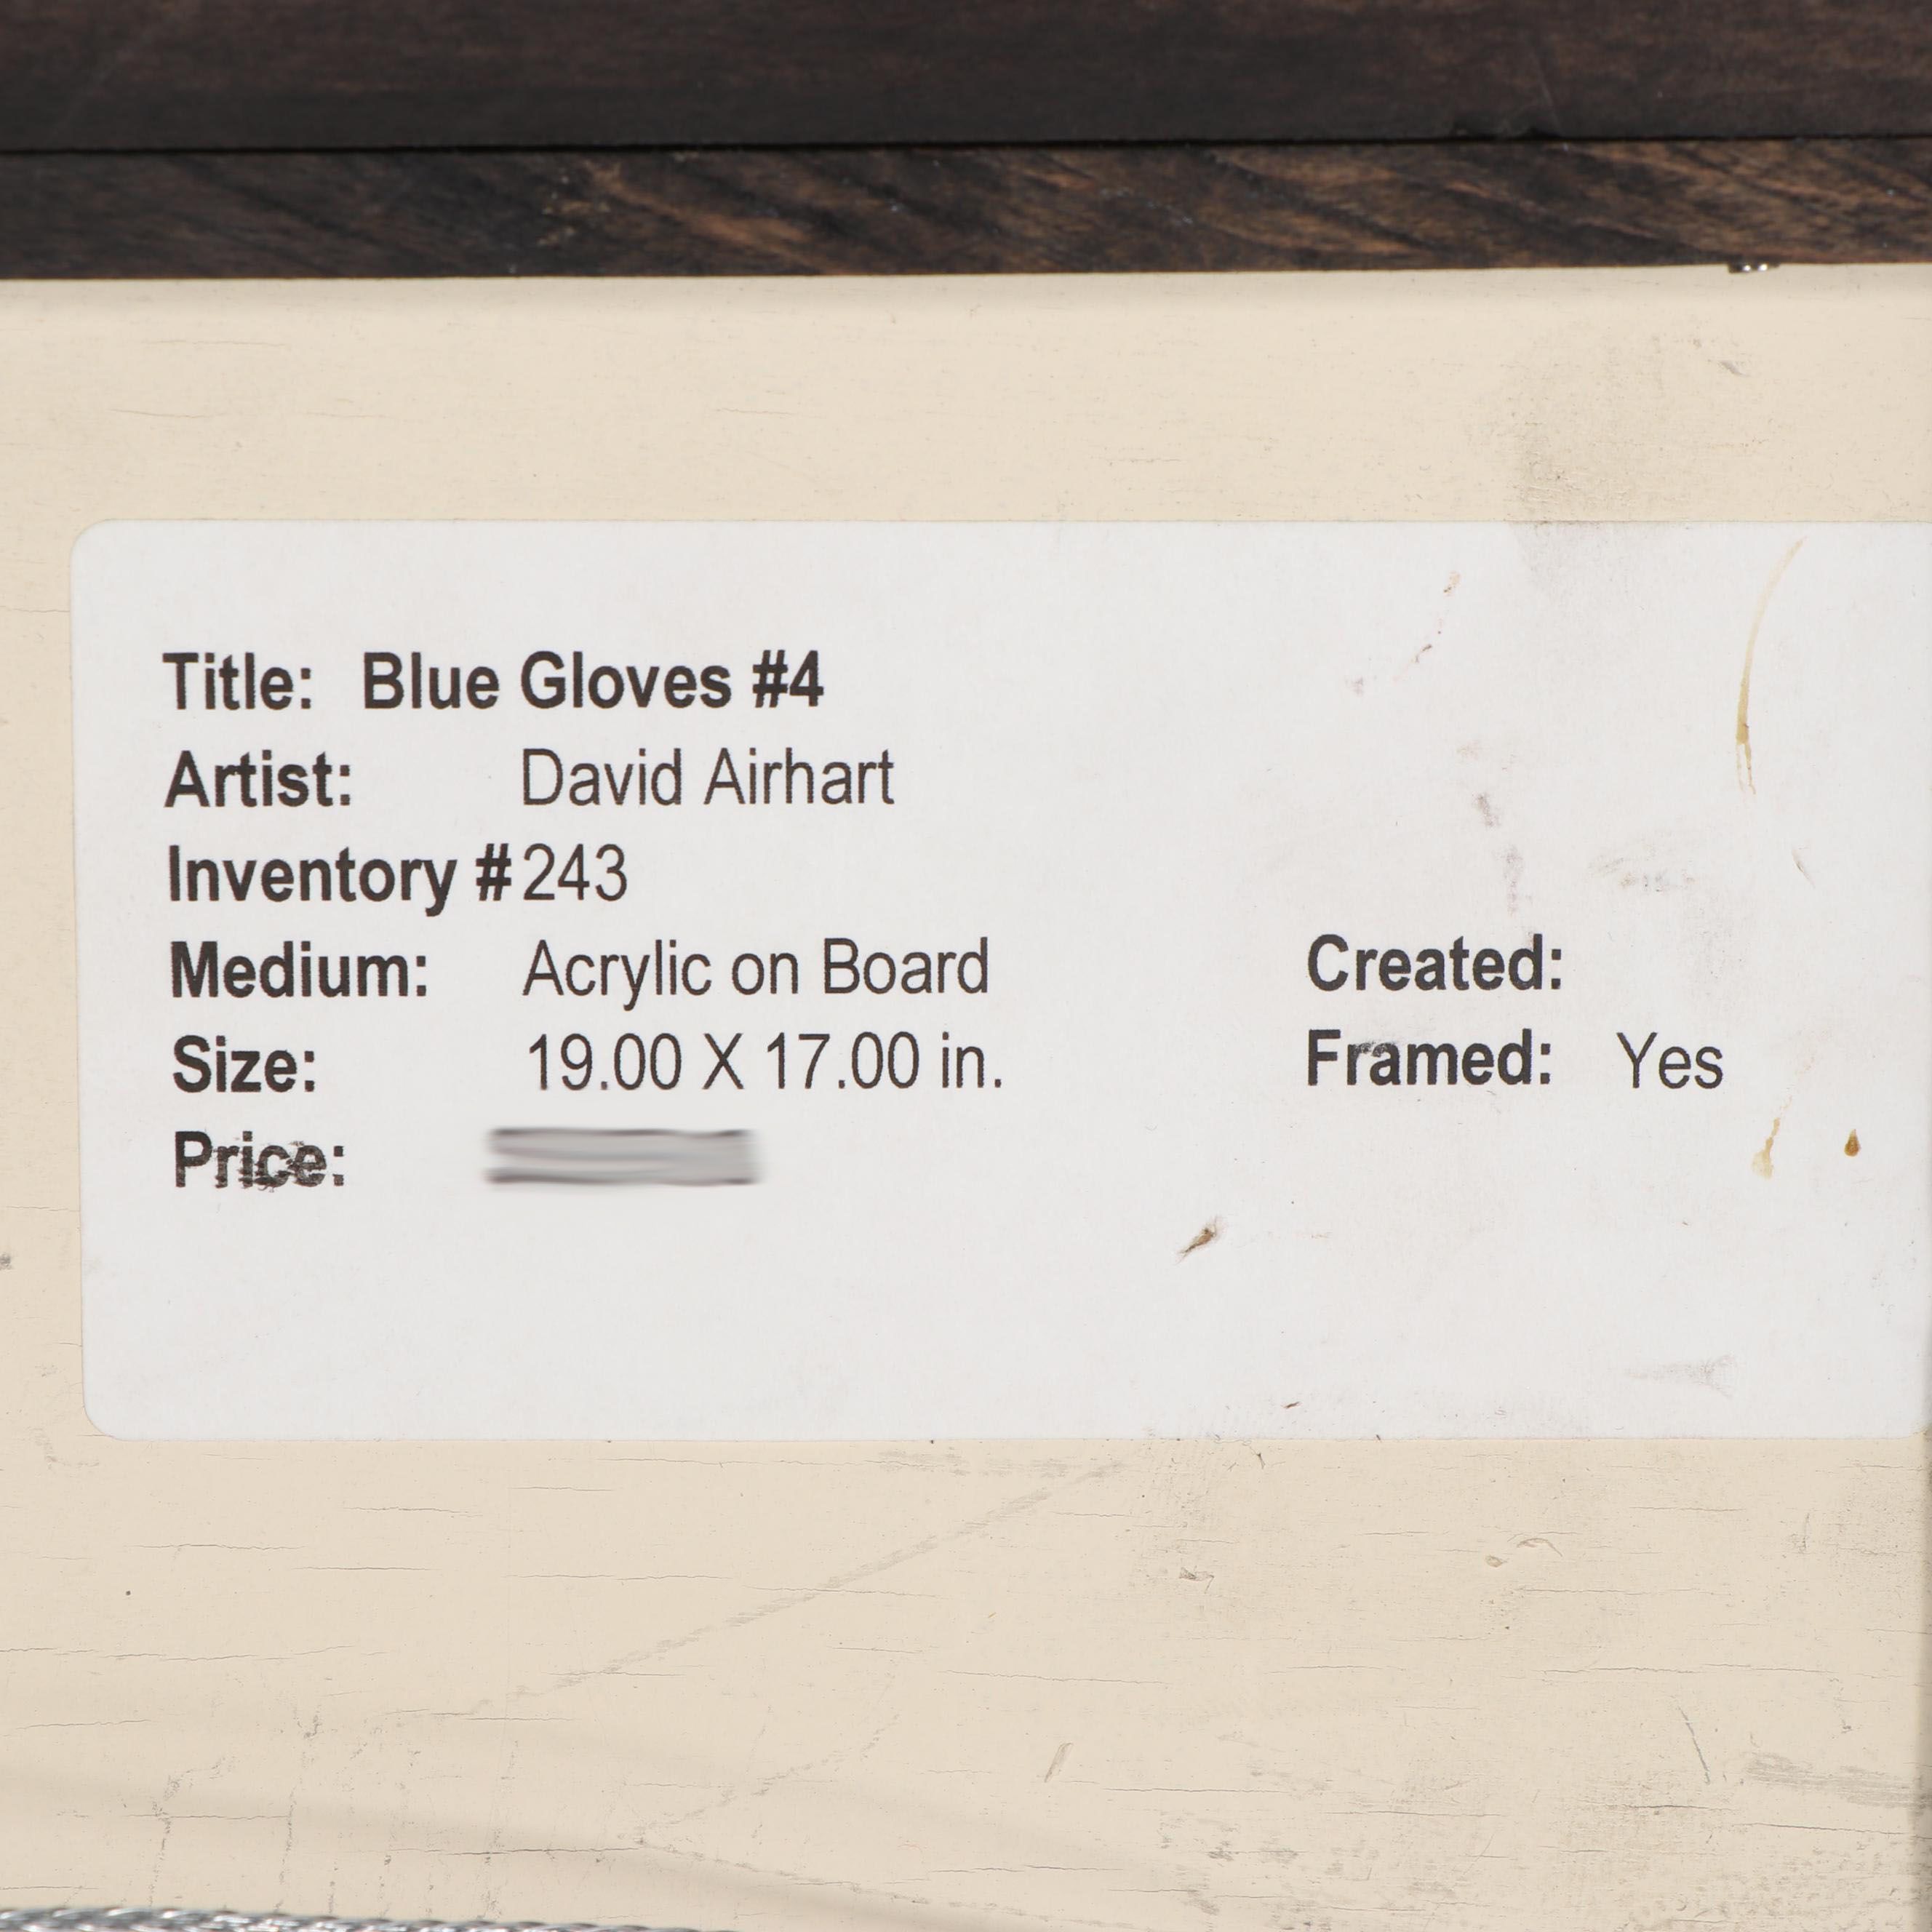 Title: Blue Gloves #4
Artist: David Airhart
Inventory #243
Medium: Acrylic on Board Created:
Size: 19.00 X 17.00 in. Framed: Yes
Price: